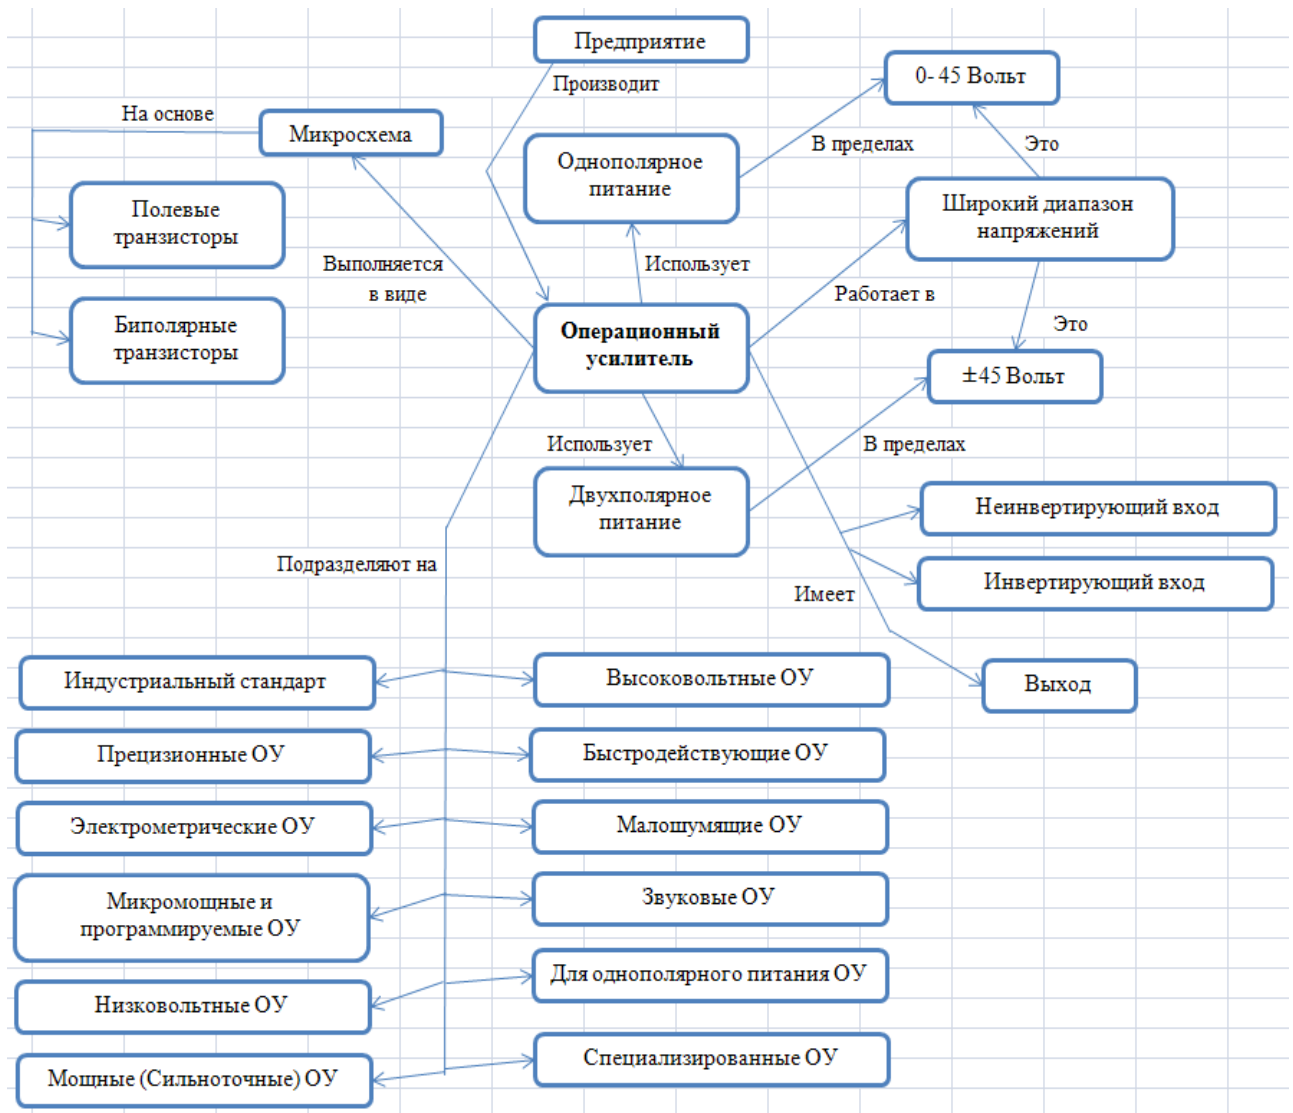 Предприятие
Производит
0- 45 Вольт
На основе
Микросхема
В пределах
Это
Однополярное
питание
Полевые
транзисторы
Широкий диапазон
напряжений
Выполняется
в виде
Использует
Работает в
Биполярные
транзисторы
Операционный
усилитель
Это
±45 Вольт
Использует
В пределах
Двухполярное
питание
Неинвертирующий вход
Подразделяют на
Инвертирующий вход
Имеет
Индустриальный стандарт
Высоковольтные ОУ
Выход
Прецизионные ОУ
Быстродействующие ОУ
Электрометрические ОУ
Малошумящие ОУ
Микромощные и
программируемые ОУ
Звуковые ОУ
Низковольтные ОУ
Для однополярного питания ОУ
Мощные (Сильноточные) ОУ
Специализированные ОУ